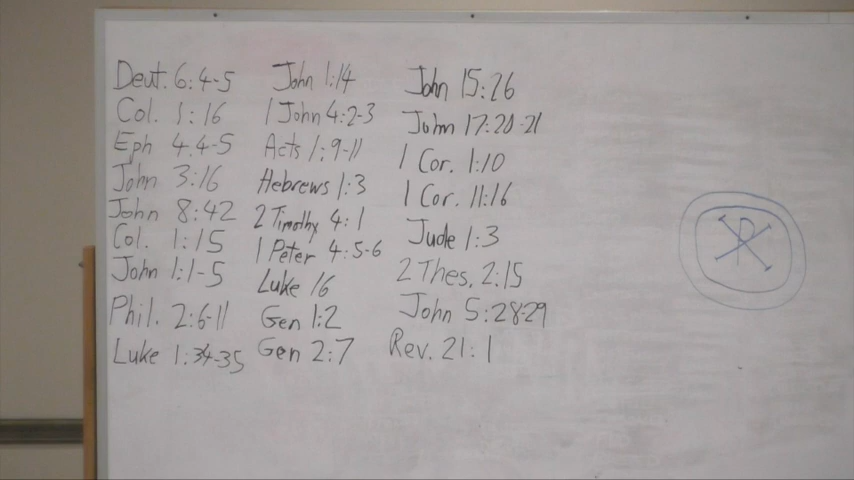 Deut. 6:4-5
Col. 1:16
Eph 4:4-5
John 3:16
John 8:42
Col. 1:15
John 1:1-5
Phil. 2:6-11
Luke 1:34-35
John 1:14
1 John 4:2-3
Acts 1:9-11
Hebrews 1:3
2 Timothy 4:1
1 Peter 4:5-6
Luke 16
Gen 1:2
Gen 2:7
John 15:26
John 17:20-21
1 Cor. 1:10
1 Cor. 11:16
Jude 1:3
2 Thes. 2:15
John 5:28-29
Rev. 21:1